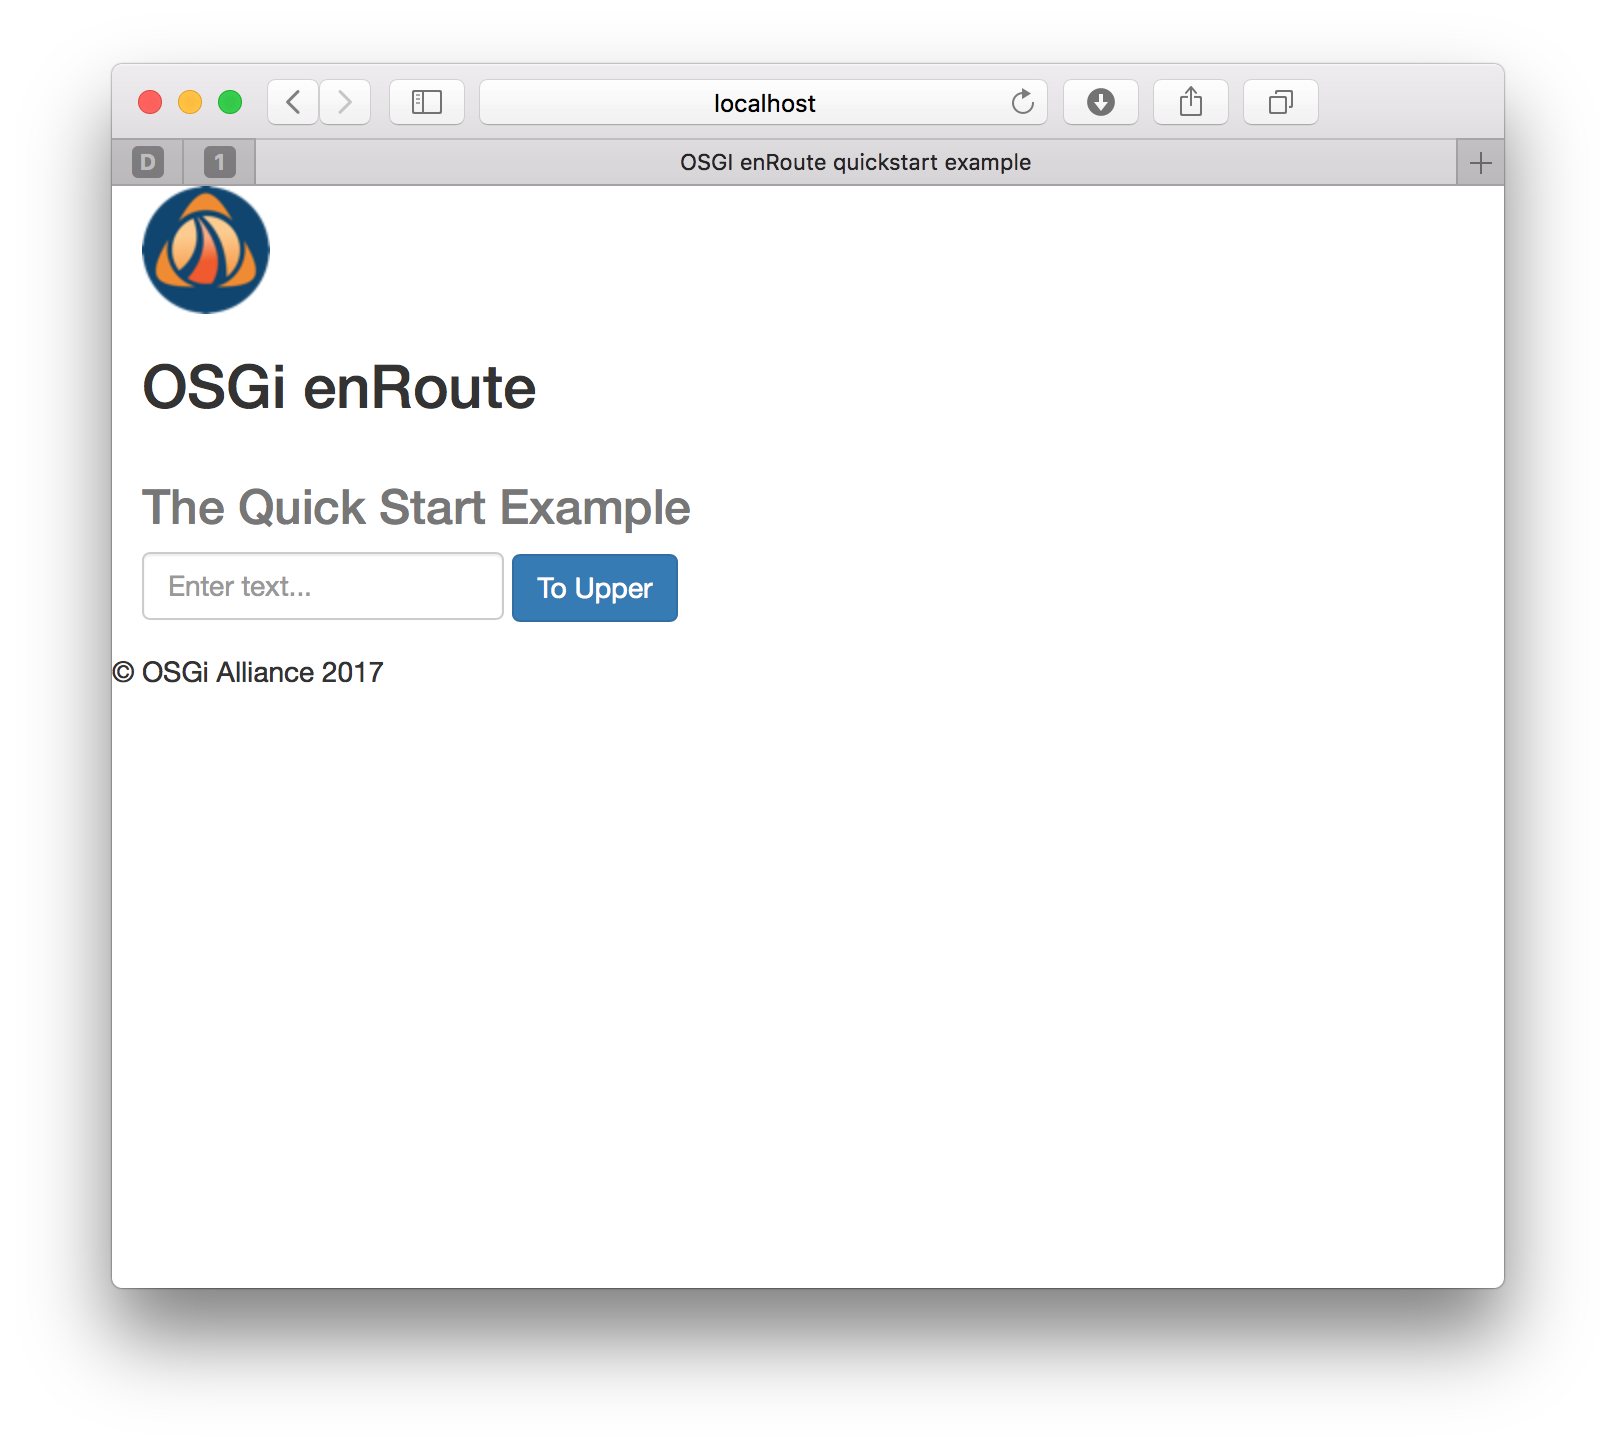 localhost
D
1
OSGI enRoute quickstart example
OSGi enRoute
The Quick Start Example
Enter text...
To Upper
© OSGi Alliance 2017